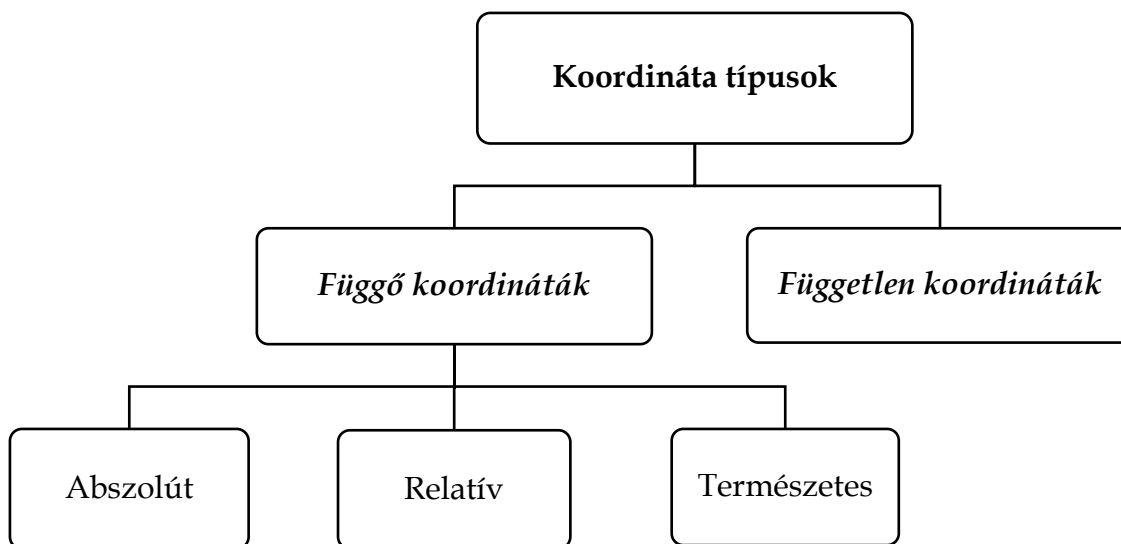 Koordináta típusok
Függő koordináták
Független koordináták
Abszolút
Relatív
Természetes